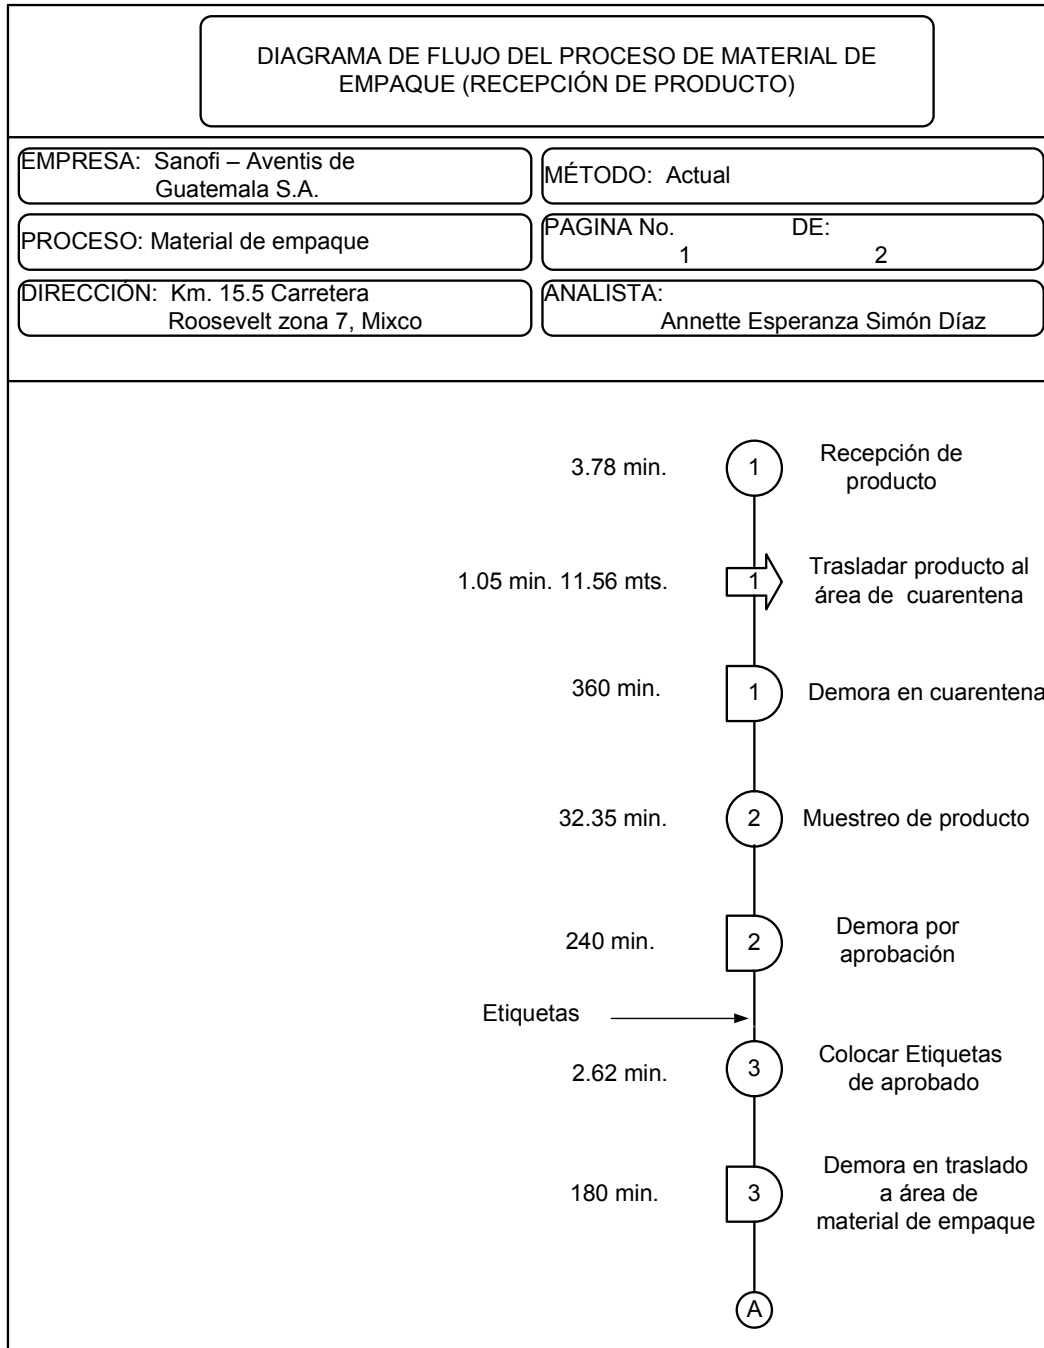 DIAGRAMA DE FLUJO DEL PROCESO DE MATERIAL DE
EMPAQUE (RECEPCIÓN DE PRODUCTO)
EMPRESA: Sanofi – Aventis de
Guatemala S.A.
MÉTODO: Actual
PROCESO: Material de empaque
PAGINA No. DE:
1 2
DIRECCIÓN: Km. 15.5 Carretera
Roosevelt zona 7, Mixco
ANALISTA:
Annette Esperanza Simón Díaz
3.78 min.
1
Recepción de
producto
1.05 min. 11.56 mts.
1
Trasladar producto al
área de cuarentena
360 min.
1
Demora en cuarentena
32.35 min.
2
Muestreo de producto
240 min.
2
Demora por
aprobación
Etiquetas
2.62 min.
3
Colocar Etiquetas
de aprobado
180 min.
3
Demora en traslado
a área de
material de empaque
A